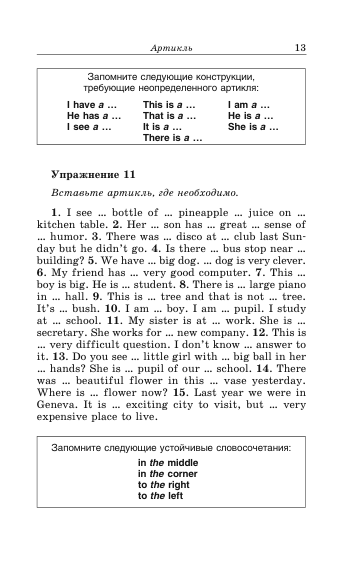 Артикль 13
Запомните следующие конструкции,
требующие неопределенного артикля:
I have a ... This is a ... I am a ...
He has a ... That is a ... He is a ...
I see a ... It is a ... She is a ...
There is a ...
Упражнение 11
Вставьте артикль, где необходимо.
1. I see ... bottle of ... pineapple ... juice on ...
kitchen table. 2. Her ... son has ... great ... sense of
... humor. 3. There was ... disco at ... club last Sun-
day but he didn't go. 4. Is there ... bus stop near ...
building? 5. We have ... big dog. ... dog is very clever.
6. My friend has ... very good computer. 7. This ...
boy is big. He is ... student. 8. There is ... large piano
in ... hall. 9. This is ... tree and that is not ... tree.
It's ... bush. 10. I am ... boy. I am ... pupil. I study
at ... school. 11. My sister is at ... work. She is ...
secretary. She works for ... new company. 12. This is
... very difficult question. I don't know ... answer to
it. 13. Do you see ... little girl with ... big ball in her
... hands? She is ... pupil of our ... school. 14. There
was ... beautiful flower in this ... vase yesterday.
Where is ... flower now? 15. Last year we were in
Geneva. It is ... exciting city to visit, but ... very
expensive place to live.
Запомните следующие устойчивые словосочетания:
in the middle
in the corner
to the right
to the left